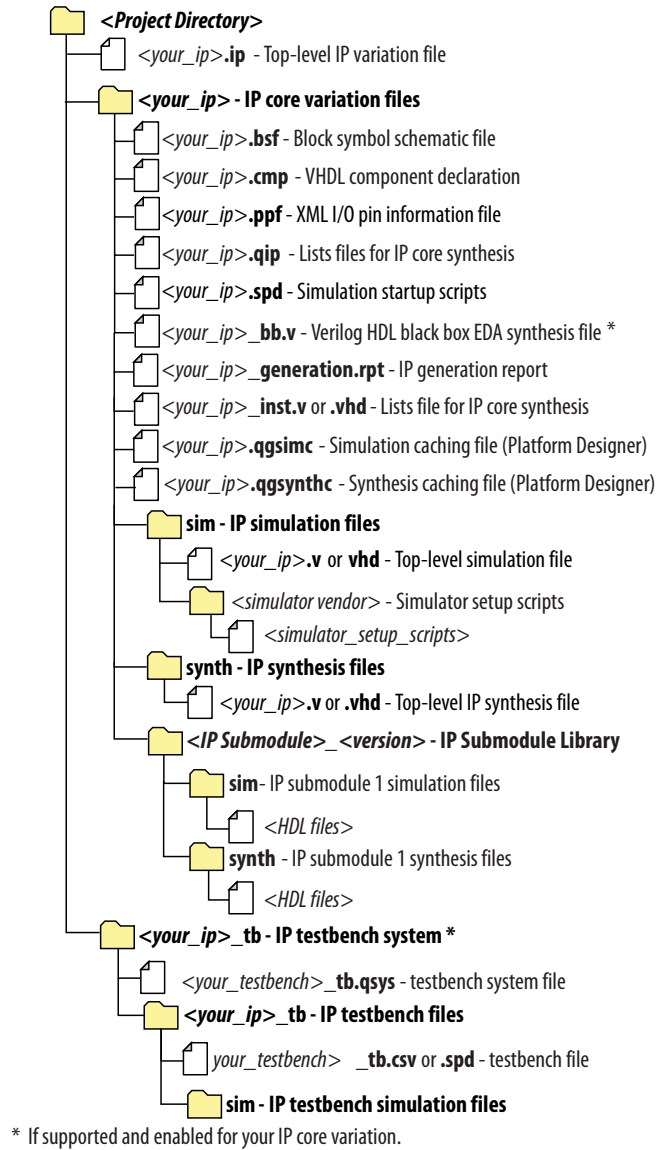 <Project Directory>
<your_ip>.ip - Top-level IP variation file
<your_ip> - IP core variation files
<your_ip>.bsf - Block symbol schematic file
<your_ip>.cmp - VHDL component declaration
<your_ip>.ppf - XML I/O pin information file
<your_ip>.qip - Lists files for IP core synthesis
<your_ip>.spd - Simulation startup scripts
<your_ip>_bb.v - Verilog HDL black box EDA synthesis file *
<your_ip>_generation.rpt - IP generation report
<your_ip>_inst.v or .vhd - Lists file for IP core synthesis
<your_ip>.qgsimc - Simulation caching file (Platform Designer)
<your_ip>.qgsynthc - Synthesis caching file (Platform Designer)
sim - IP simulation files
<your_ip>.v or vhd - Top-level simulation file
<simulator vendor> - Simulator setup scripts
<simulator_setup_scripts>
synth - IP synthesis files
<your_ip>.v or .vhd - Top-level IP synthesis file
<IP Submodule>_<version> - IP Submodule Library
sim- IP submodule 1 simulation files
<HDL files>
synth - IP submodule 1 synthesis files
<HDL files>
<your_ip>_tb - IP testbench system *
<your_testbench>_tb.qsys - testbench system file
<your_ip>_tb - IP testbench files
your_testbench> _tb.csv or .spd - testbench file
sim - IP testbench simulation files
* If supported and enabled for your IP core variation.